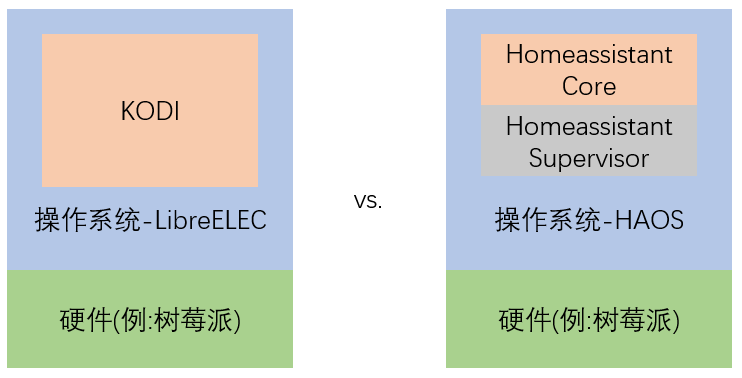 KODI
操作系统-LibreELEC
硬件(例:树莓派)
vs.
Homeassistant
Core
Homeassistant
Supervisor
操作系统-HAOS
硬件(例:树莓派)